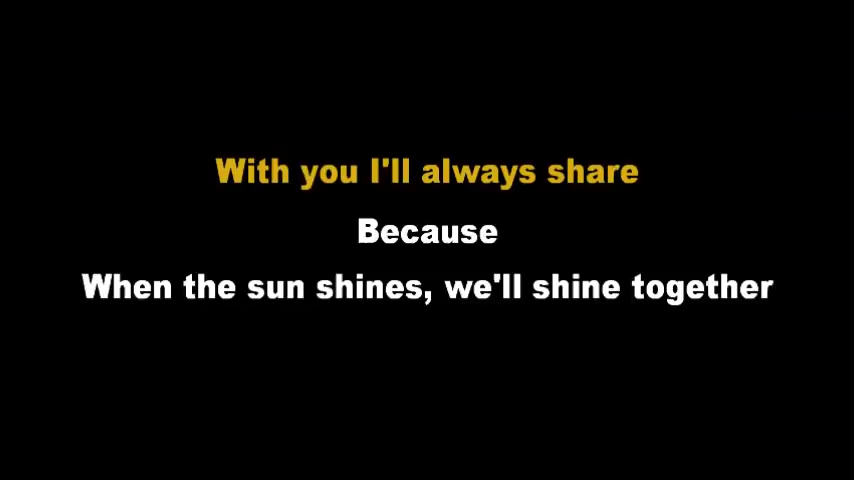 With you I'll always share
Because
When the sun shines, we'll shine together